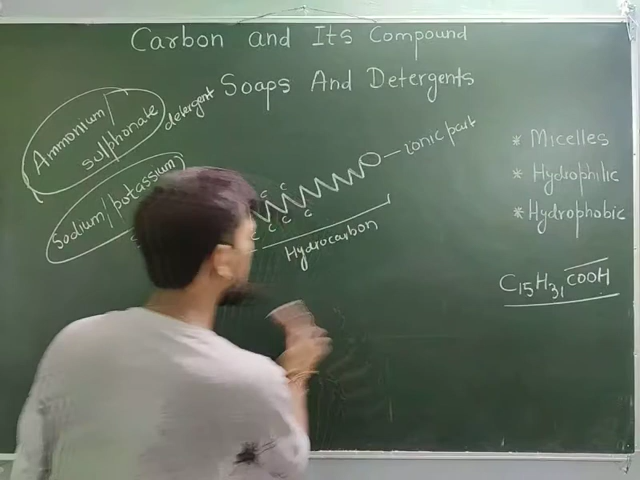 Carbon and Its Compound
Soaps And Detergents
Ammonium/
sulphonate
detergent
Sodium/potassium
C C
C C C C
ionic part
Hydrocarbon
* Micelles
* Hydrophilic
* Hydrophobic
C15H31COOH